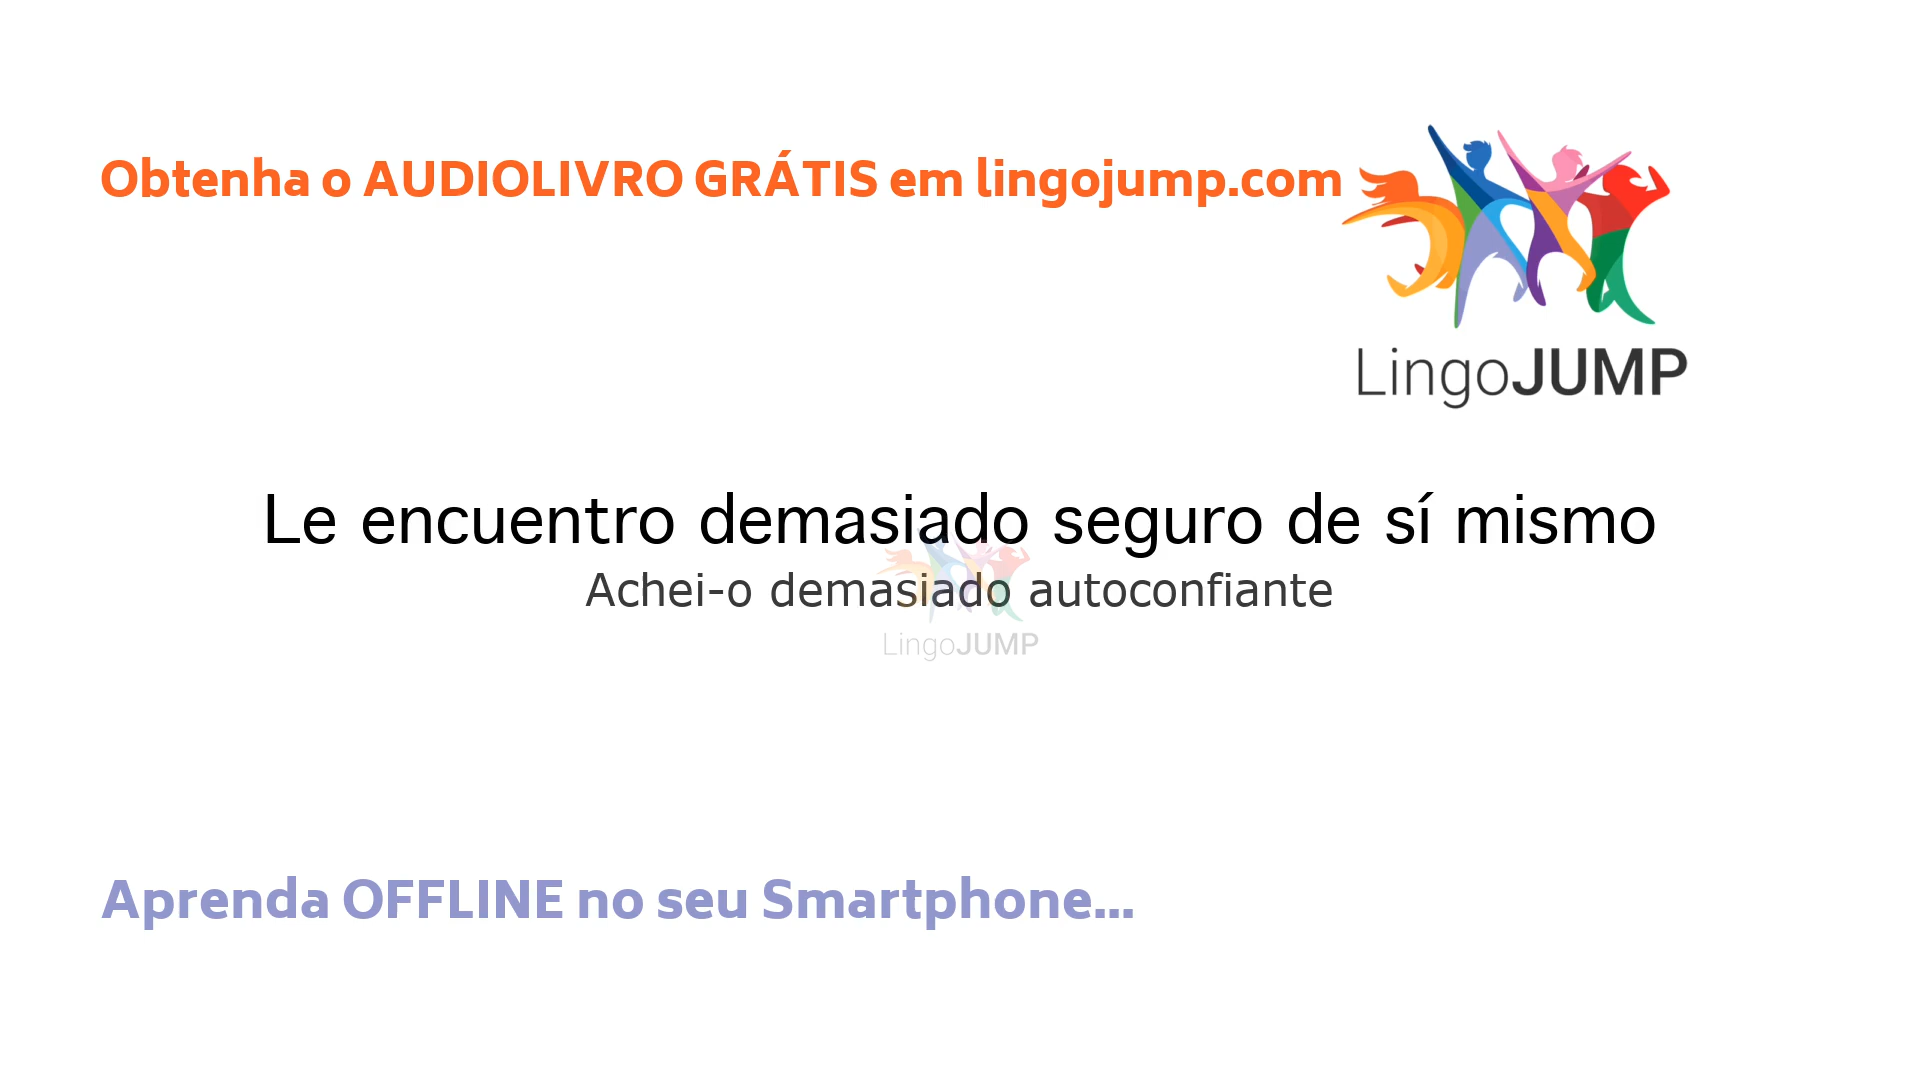 Obtenha o AUDIOLIVRO GRÁTIS em lingojump.com
LingoJUMP
Le encuentro demasiado seguro de sí mismo
Achei-o demasiado autoconfiante
LingoJUMP
Aprenda OFFLINE no seu Smartphone...